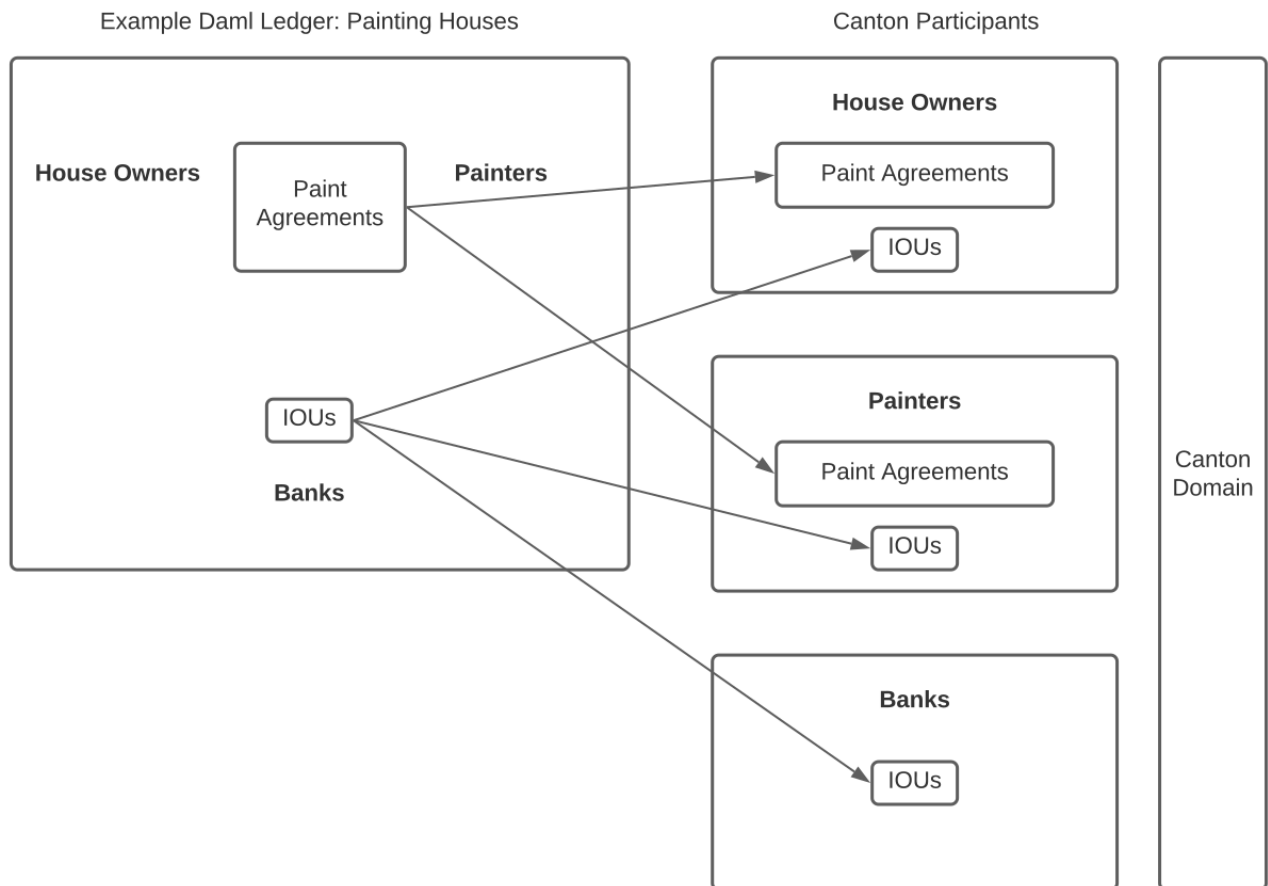 Example Daml Ledger: Painting Houses
House Owners
Paint
Agreements
Painters
IOUs
Banks
Canton Participants
House Owners
Paint Agreements
IOUs
Painters
Paint Agreements
IOUs
Banks
IOUs
Canton
Domain